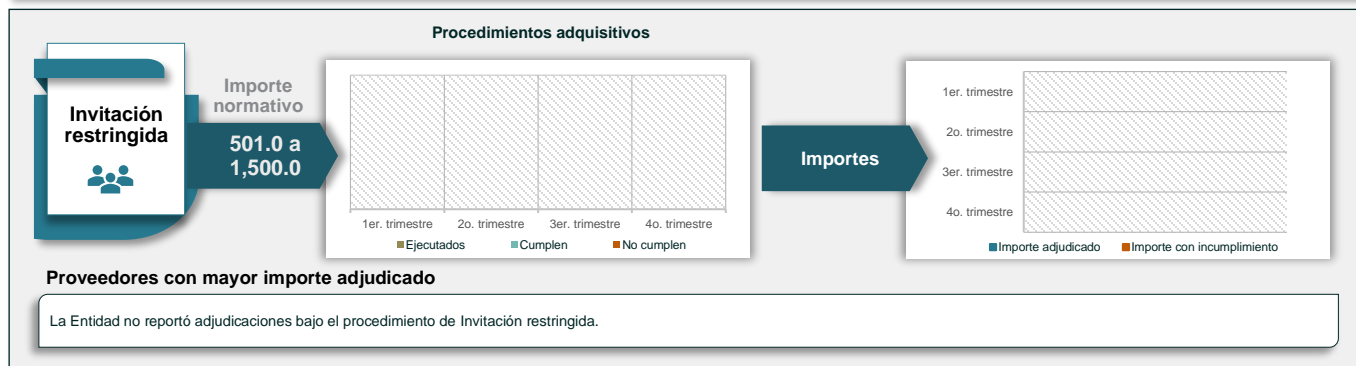 Procedimientos adquisitivos
Invitación
restringida
Importe
normativo
501.0 a
1,500.0
1er. trimestre
2o. trimestre
3er. trimestre
4o. trimestre
Ejecutados
Cumplen
No cumplen
Importes
1er. trimestre
2o. trimestre
3er. trimestre
4o. trimestre
Importe adjudicado
Importe con incumplimiento
Proveedores con mayor importe adjudicado
La Entidad no reportó adjudicaciones bajo el procedimiento de Invitación restringida.